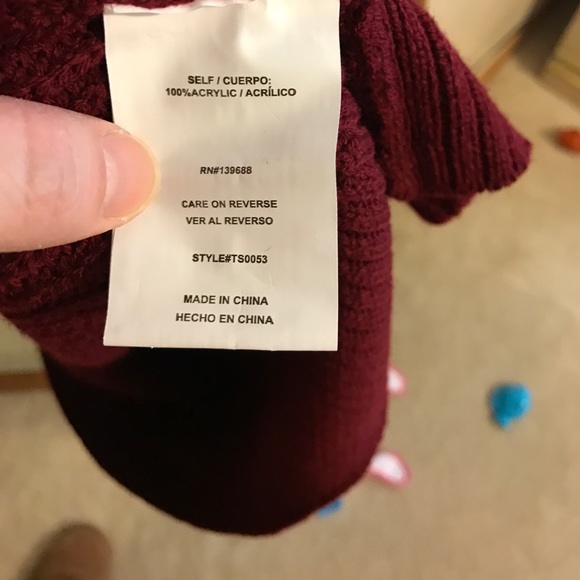 SELF / CUERPO:
100%ACRYLIC / ACRÍLICO
RN#139688
CARE ON REVERSE
VER AL REVERSO
STYLE#TS0053
MADE IN CHINA
HECHO EN CHINA